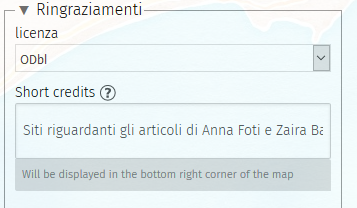 ▼ Ringraziamenti
licenza
ODbl
Short credits ?
Siti riguardanti gli articoli di Anna Foti e Zaira Ba
Will be displayed in the bottom right corner of the map